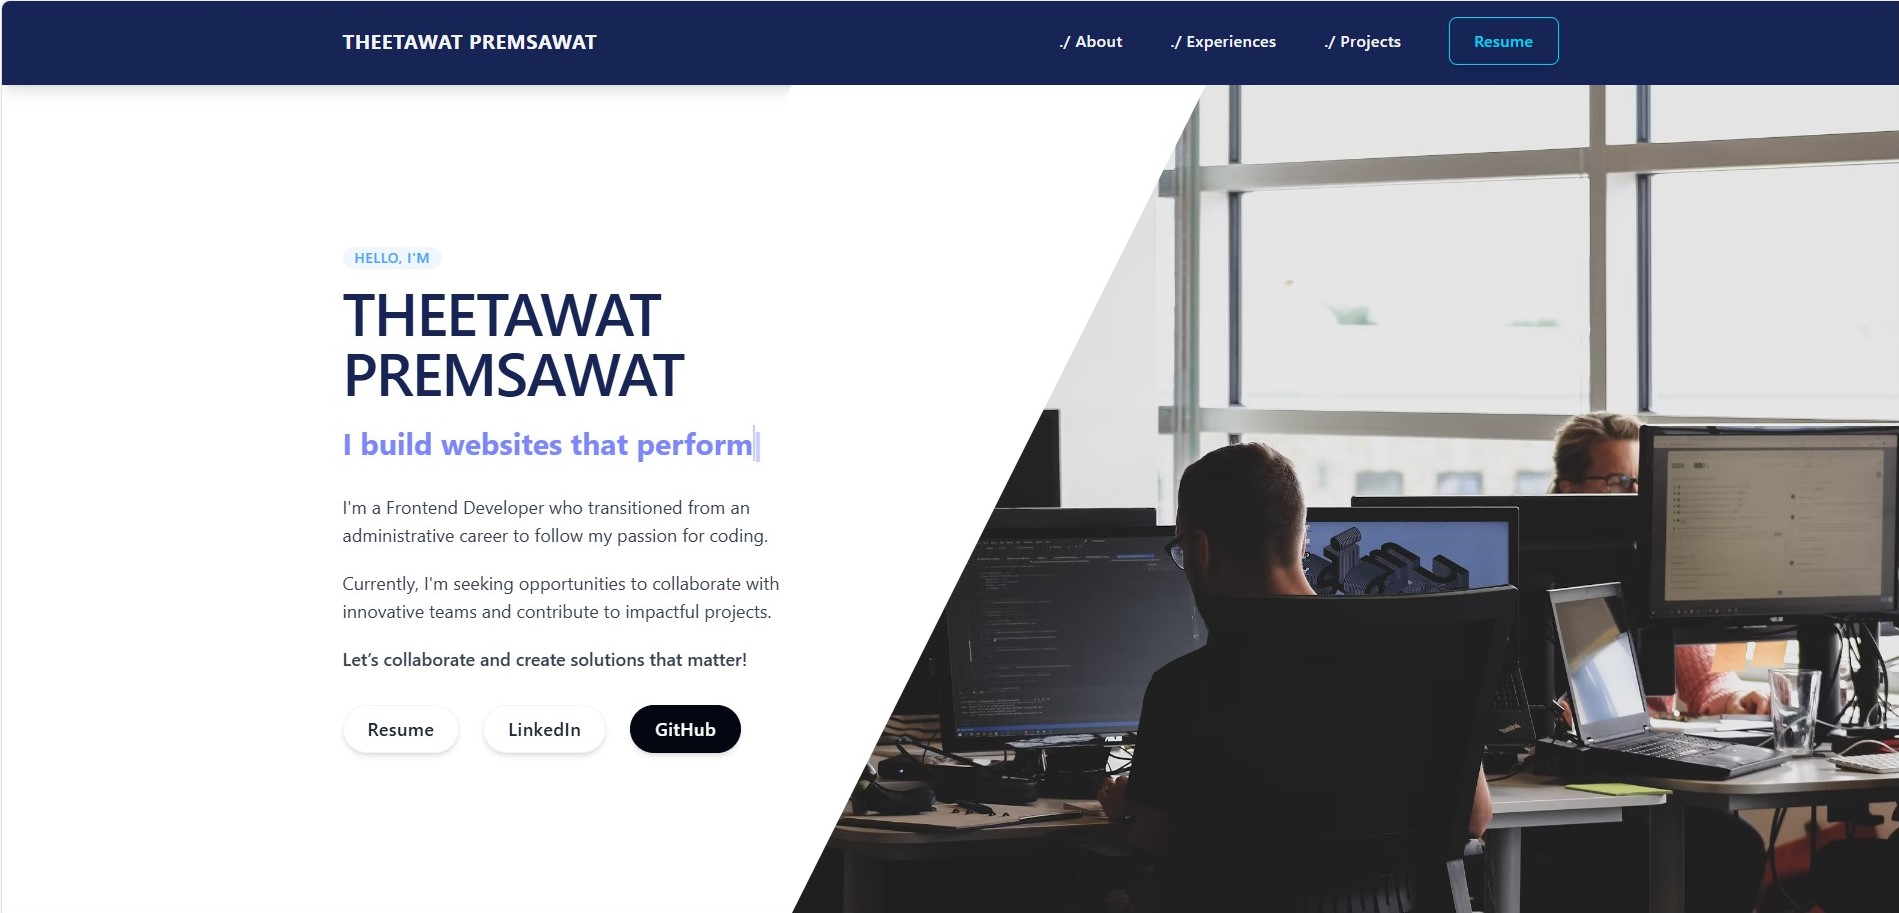 THEETAWAT PREMSAWAT
./ About
./ Experiences
./ Projects
Resume
HELLO, I'M
THEETAWAT
PREMSAWAT
I build websites that perform
I'm a Frontend Developer who transitioned from an
administrative career to follow my passion for coding.
Currently, I'm seeking opportunities to collaborate with
innovative teams and contribute to impactful projects.
Let’s collaborate and create solutions that matter!
Resume
LinkedIn
GitHub